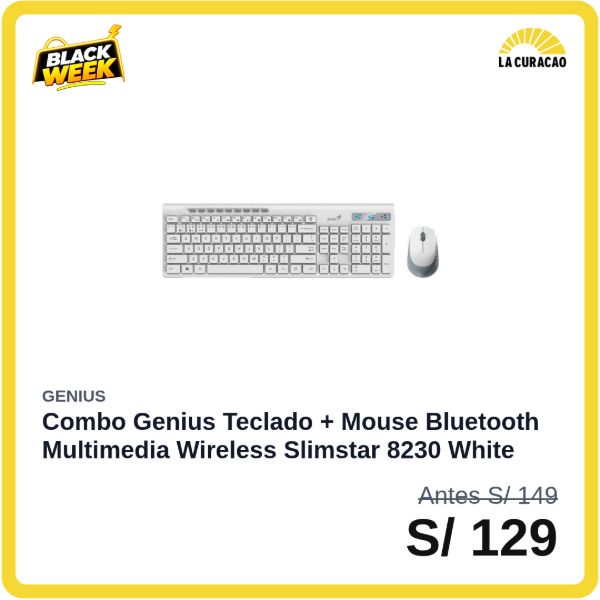 BLACK
WEEK
LA CURACAO
GENIUS
Combo Genius Teclado + Mouse Bluetooth
Multimedia Wireless Slimstar 8230 White
Antes S/ 149
S/ 129